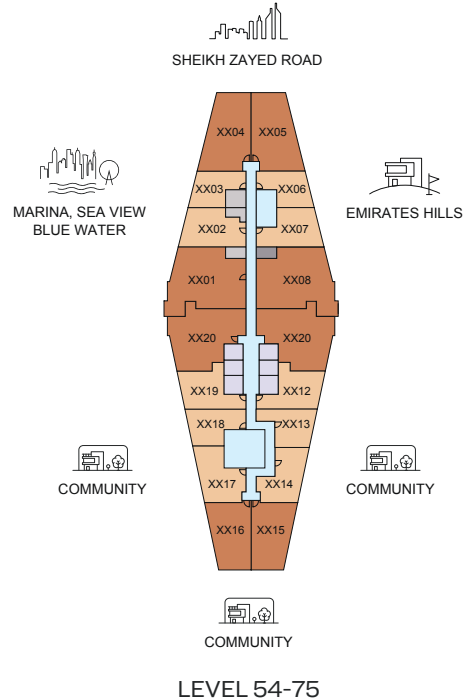 SHEIKH ZAYED ROAD
XX04 XX05
MARINA, SEA VIEW
BLUE WATER
XX03 XX06
EMIRATES HILLS
XX02 XX07
XX01 XX08
XX20 XX20
XX19 XX12
XX18 XX13
COMMUNITY
XX17 XX14
COMMUNITY
XX16 XX15
COMMUNITY
LEVEL 54-75